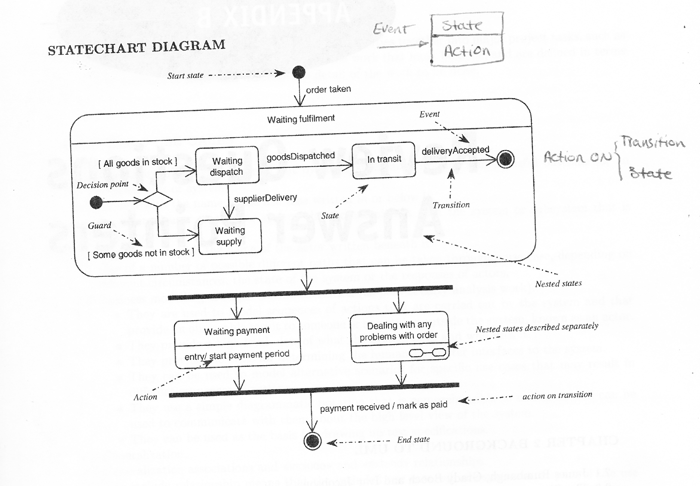 Event
State
Action
STATECHART DIAGRAM
Start state
order taken
Waiting fulfilment
Event
[ All goods in stock ]
Waiting
dispatch
goodsDispatched
In transit
deliveryAccepted
Action ON
Transition
State
Decision point
supplierDelivery
State
Transition
Guard
Waiting
supply
[ Some goods not in stock ]
Nested states
Waiting payment
entry/ start payment period
Dealing with any
problems with order
Nested states described separately
Action
payment received / mark as paid
action on transition
End state